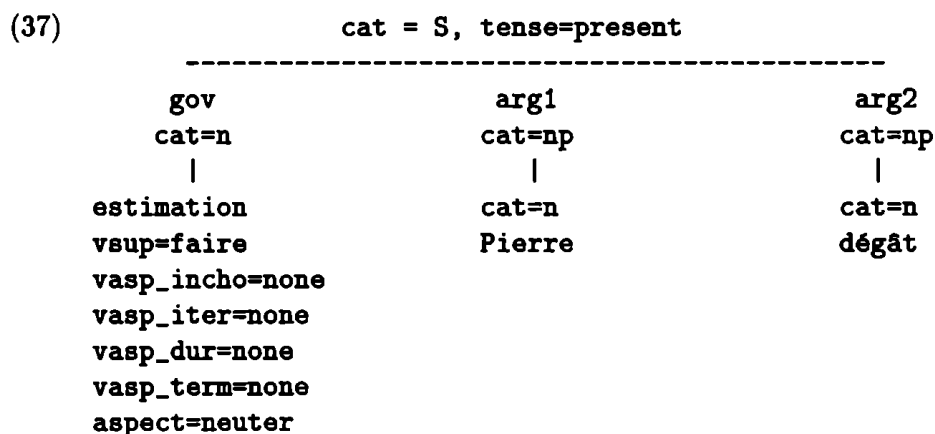 (37) cat = S, tense=present
---------------------------------------------
gov arg1 arg2
cat=n cat=np cat=np
| | |
estimation cat=n cat=n
vsup=faire Pierre dégât
vasp_incho=none
vasp_iter=none
vasp_dur=none
vasp_term=none
aspect=neuter